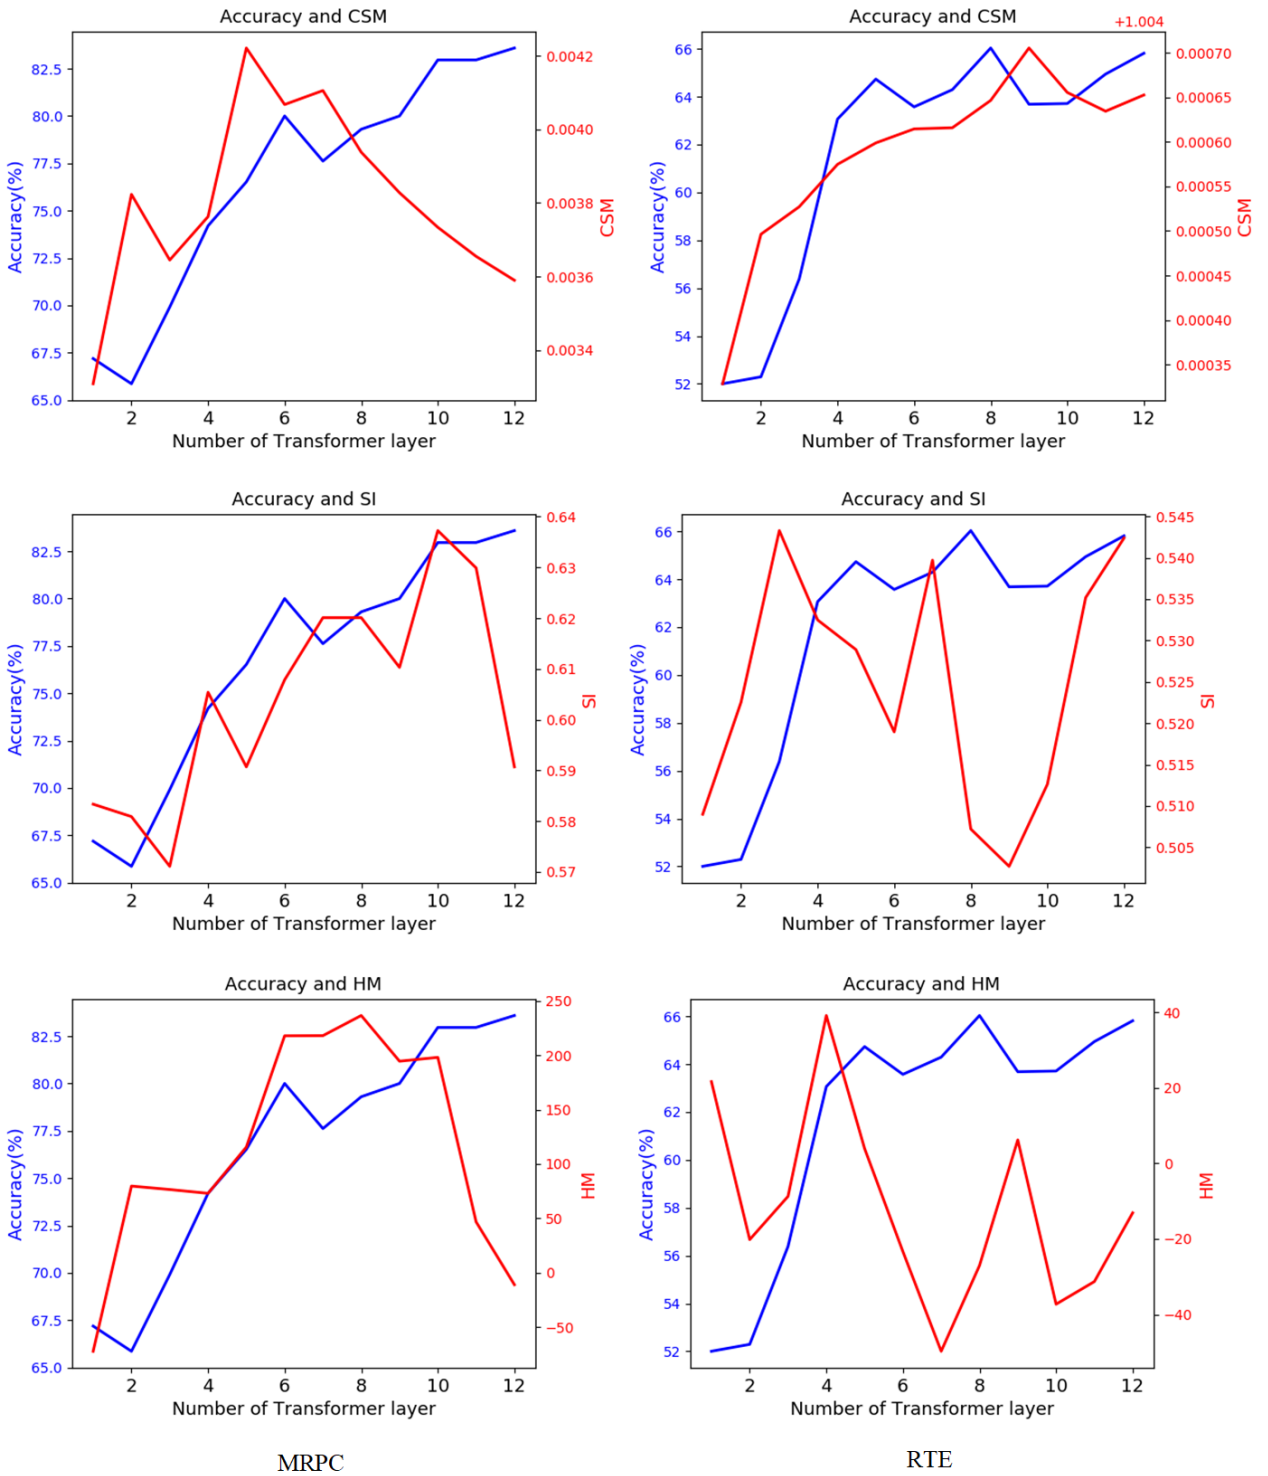 Accuracy and CSM
82.5
80.0
77.5
75.0
72.5
70.0
67.5
65.0
Accuracy(%)
0.0042
0.0040
0.0038
0.0036
0.0034
CSM
2 4 6 8 10 12
Number of Transformer layer
Accuracy and CSM
+1.004
66
64
62
60
58
56
54
52
Accuracy(%)
0.00070
0.00065
0.00060
0.00055
0.00050
0.00045
0.00040
0.00035
CSM
2 4 6 8 10 12
Number of Transformer layer
Accuracy and SI
82.5
80.0
77.5
75.0
72.5
70.0
67.5
65.0
Accuracy(%)
0.64
0.63
0.62
0.61
0.60
0.59
0.58
0.57
SI
2 4 6 8 10 12
Number of Transformer layer
Accuracy and SI
66
64
62
60
58
56
54
52
Accuracy(%)
0.545
0.540
0.535
0.530
0.525
0.520
0.515
0.510
0.505
SI
2 4 6 8 10 12
Number of Transformer layer
Accuracy and HM
82.5
80.0
77.5
75.0
72.5
70.0
67.5
65.0
Accuracy(%)
250
200
150
100
50
0
−50
HM
2 4 6 8 10 12
Number of Transformer layer
Accuracy and HM
66
64
62
60
58
56
54
52
Accuracy(%)
40
20
0
−20
−40
HM
2 4 6 8 10 12
Number of Transformer layer
MRPC
RTE